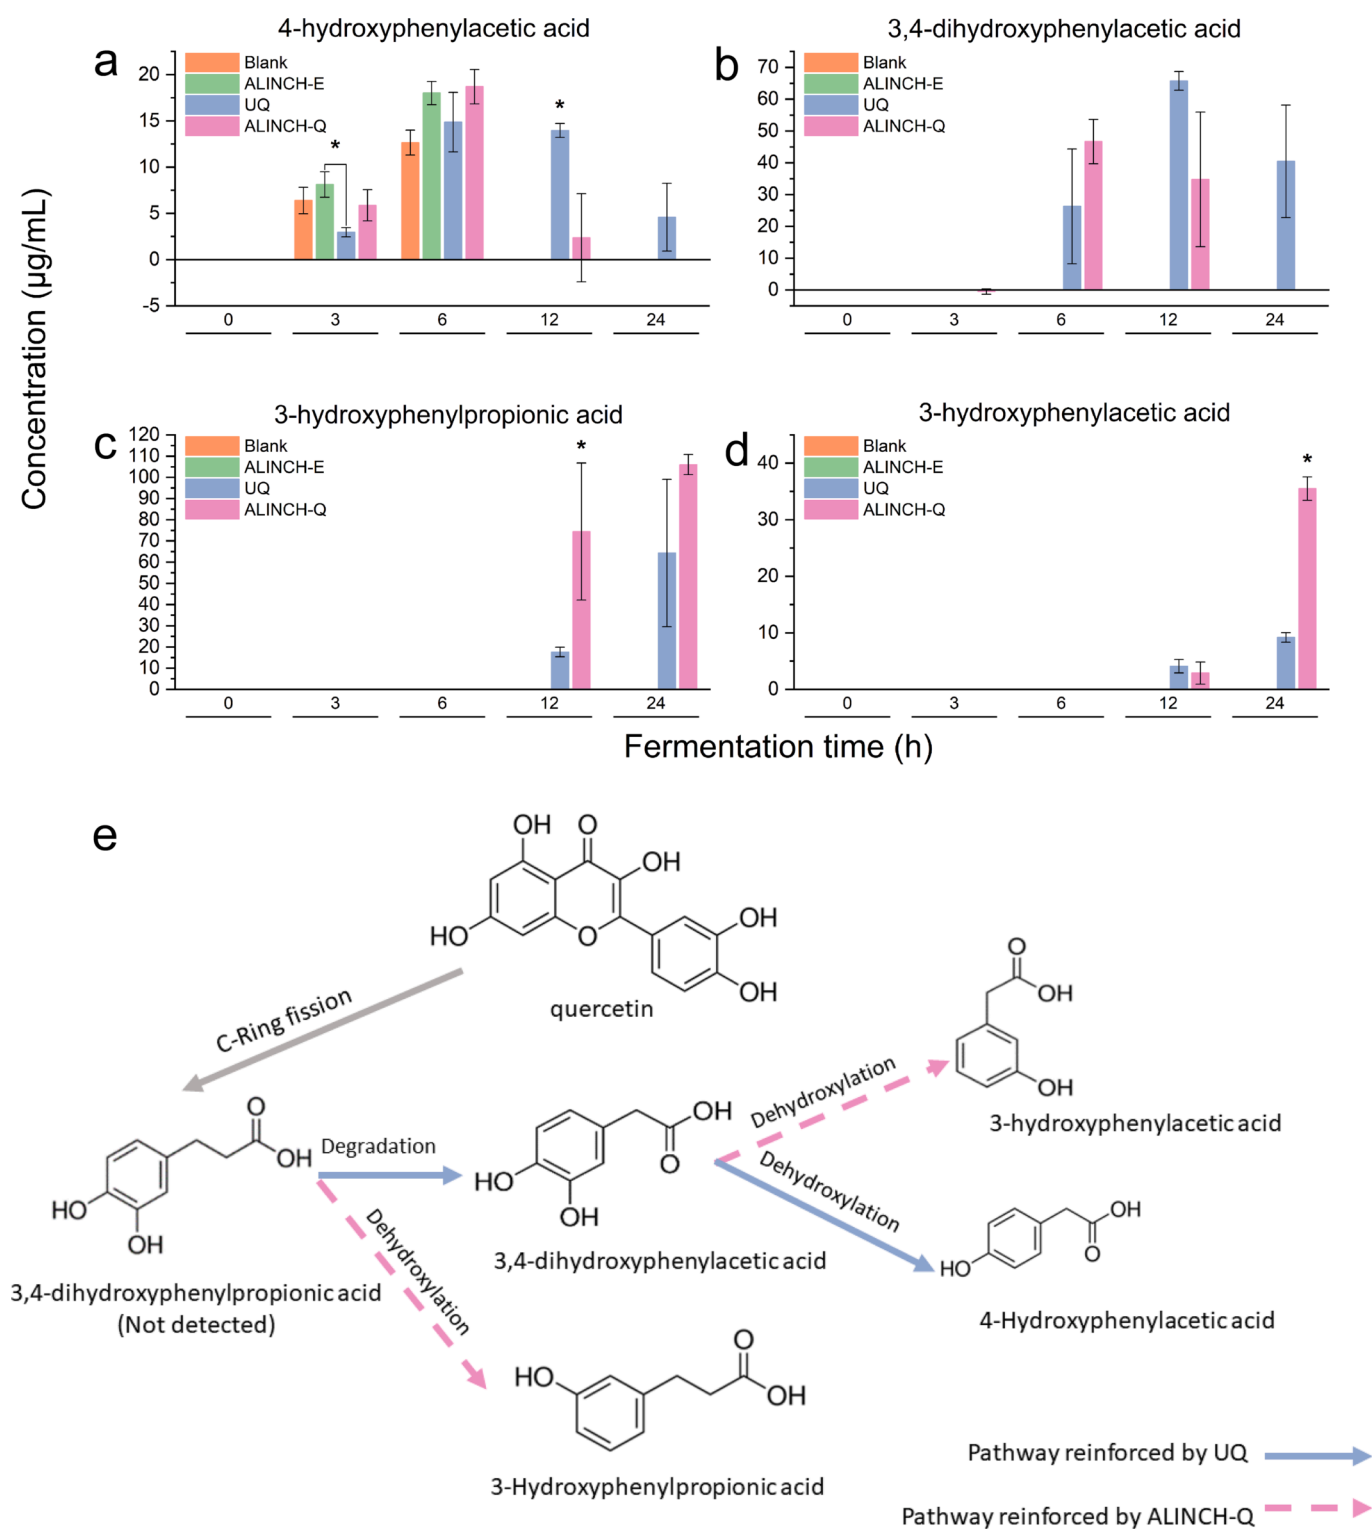 4-hydroxyphenylacetic acid
a
Blank
ALINCH-E
UQ
ALINCH-Q
*
*
20
15
10
5
0
-5
0 3 6 12 24
3,4-dihydroxyphenylacetic acid
b
Blank
ALINCH-E
UQ
ALINCH-Q
70
60
50
40
30
20
10
0
0 3 6 12 24
Concentration (µg/mL)
3-hydroxyphenylpropionic acid
c
Blank
ALINCH-E
UQ
ALINCH-Q
*
120
110
100
90
80
70
60
50
40
30
20
10
0
0 3 6 12 24
3-hydroxyphenylacetic acid
d
Blank
ALINCH-E
UQ
ALINCH-Q
*
40
30
20
10
0
0 3 6 12 24
Fermentation time (h)
e
OH O
OH
HO
O
OH
OH
quercetin
C-Ring fission
O
OH
HO
OH
3,4-dihydroxyphenylpropionic acid
(Not detected)
Degradation
Dehydroxylation
OH
O
HO
OH
3,4-dihydroxyphenylacetic acid
Dehydroxylation
Dehydroxylation
O
OH
OH
3-hydroxyphenylacetic acid
OH
O
HO
4-Hydroxyphenylacetic acid
O
HO
OH
3-Hydroxyphenylpropionic acid
Pathway reinforced by UQ
Pathway reinforced by ALINCH-Q